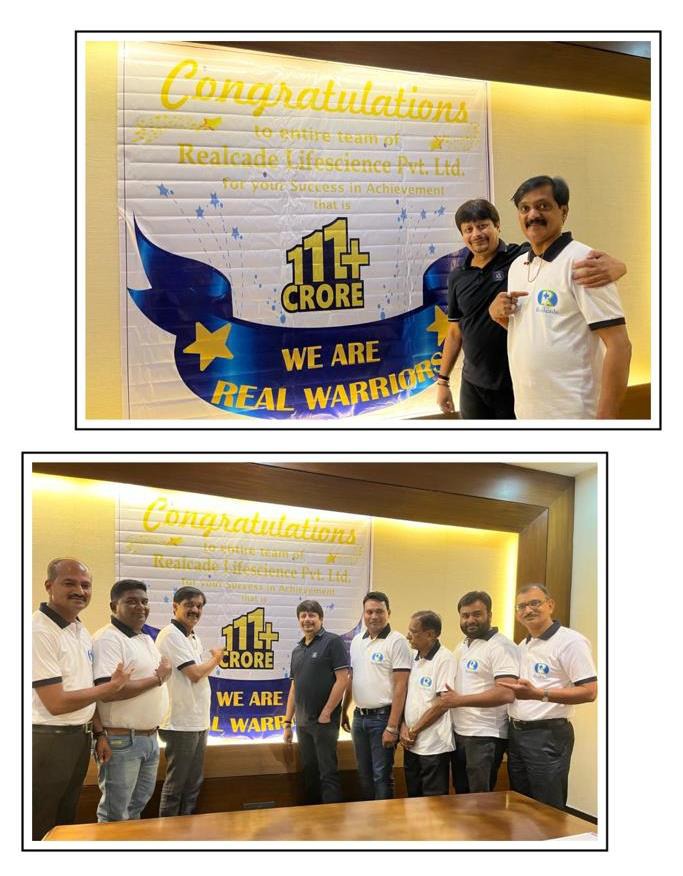 Congratulations
to entire team of
Realcade Lifescience Pvt. Ltd.
for your Success in Achievement
that is
111+
CRORE
WE ARE
REAL WARRIORS
Realcade
Congratulations
to entire team of
Realcade Lifescience Pvt. Ltd.
for your Success in Achievement
that is
111+
CRORE
WE ARE
L WARR